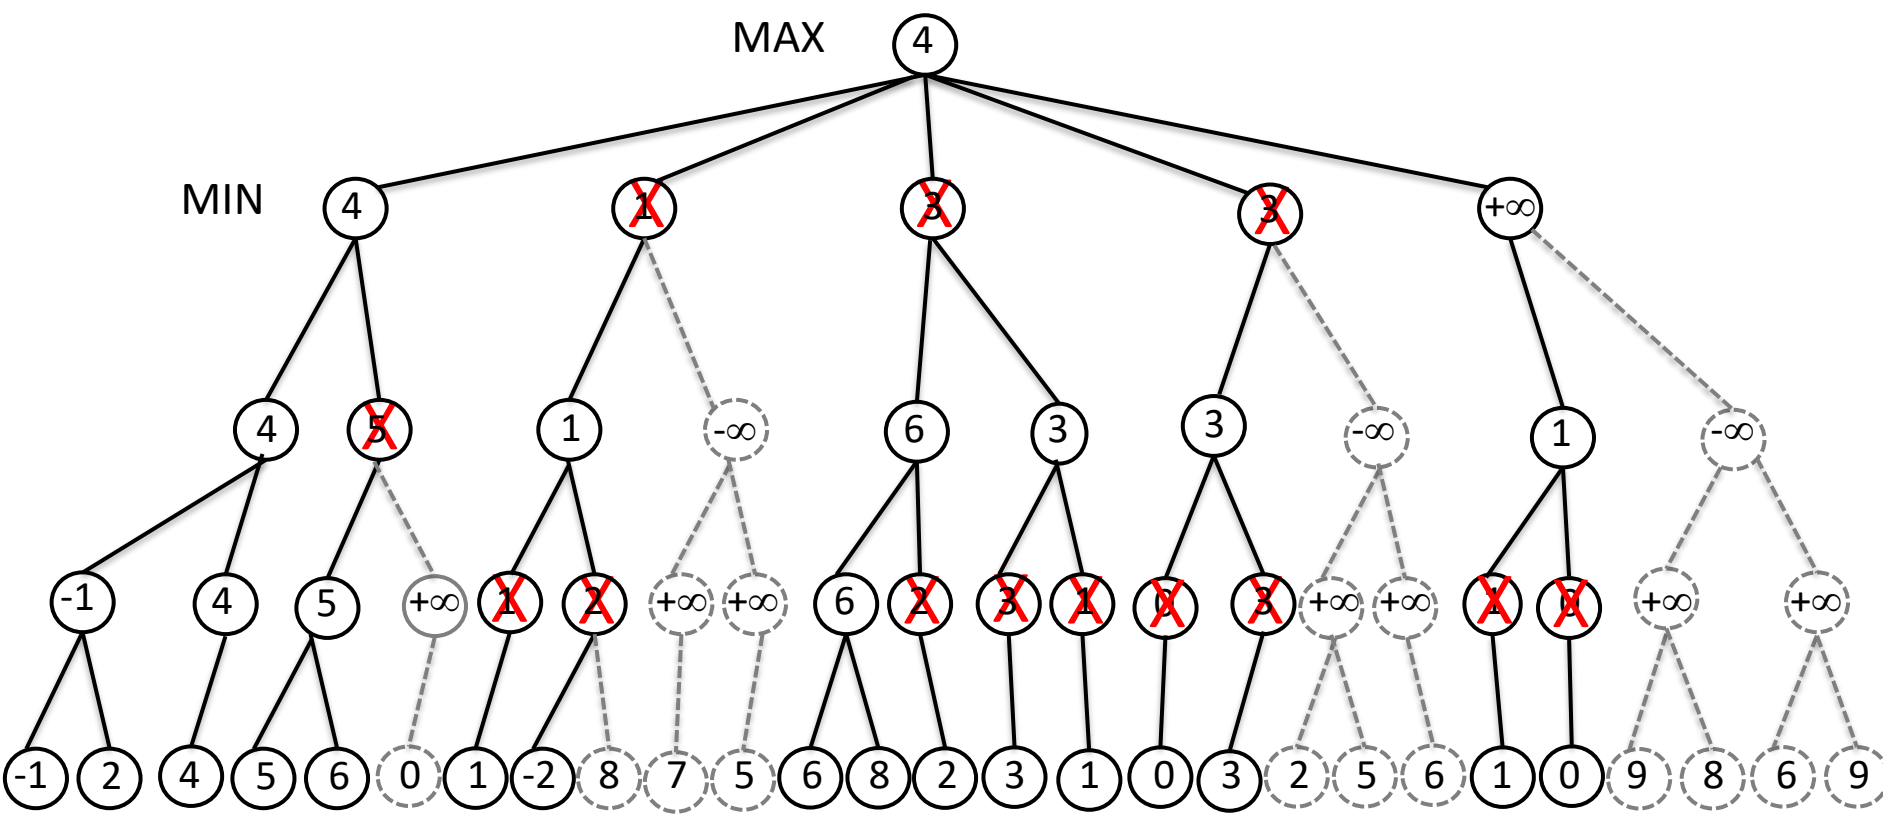 MAX 4
MIN 4 1 3 3 +∞
4 5 1 -∞ 6 3 3 -∞ 1 -∞
-1 4 5 +∞ 1 2 +∞ +∞ 6 2 3 1 0 3 +∞ +∞ 1 0 +∞ +∞
-1 2 4 5 6 0 1 -2 8 7 5 6 8 2 3 1 0 3 2 5 6 1 0 9 8 6 9